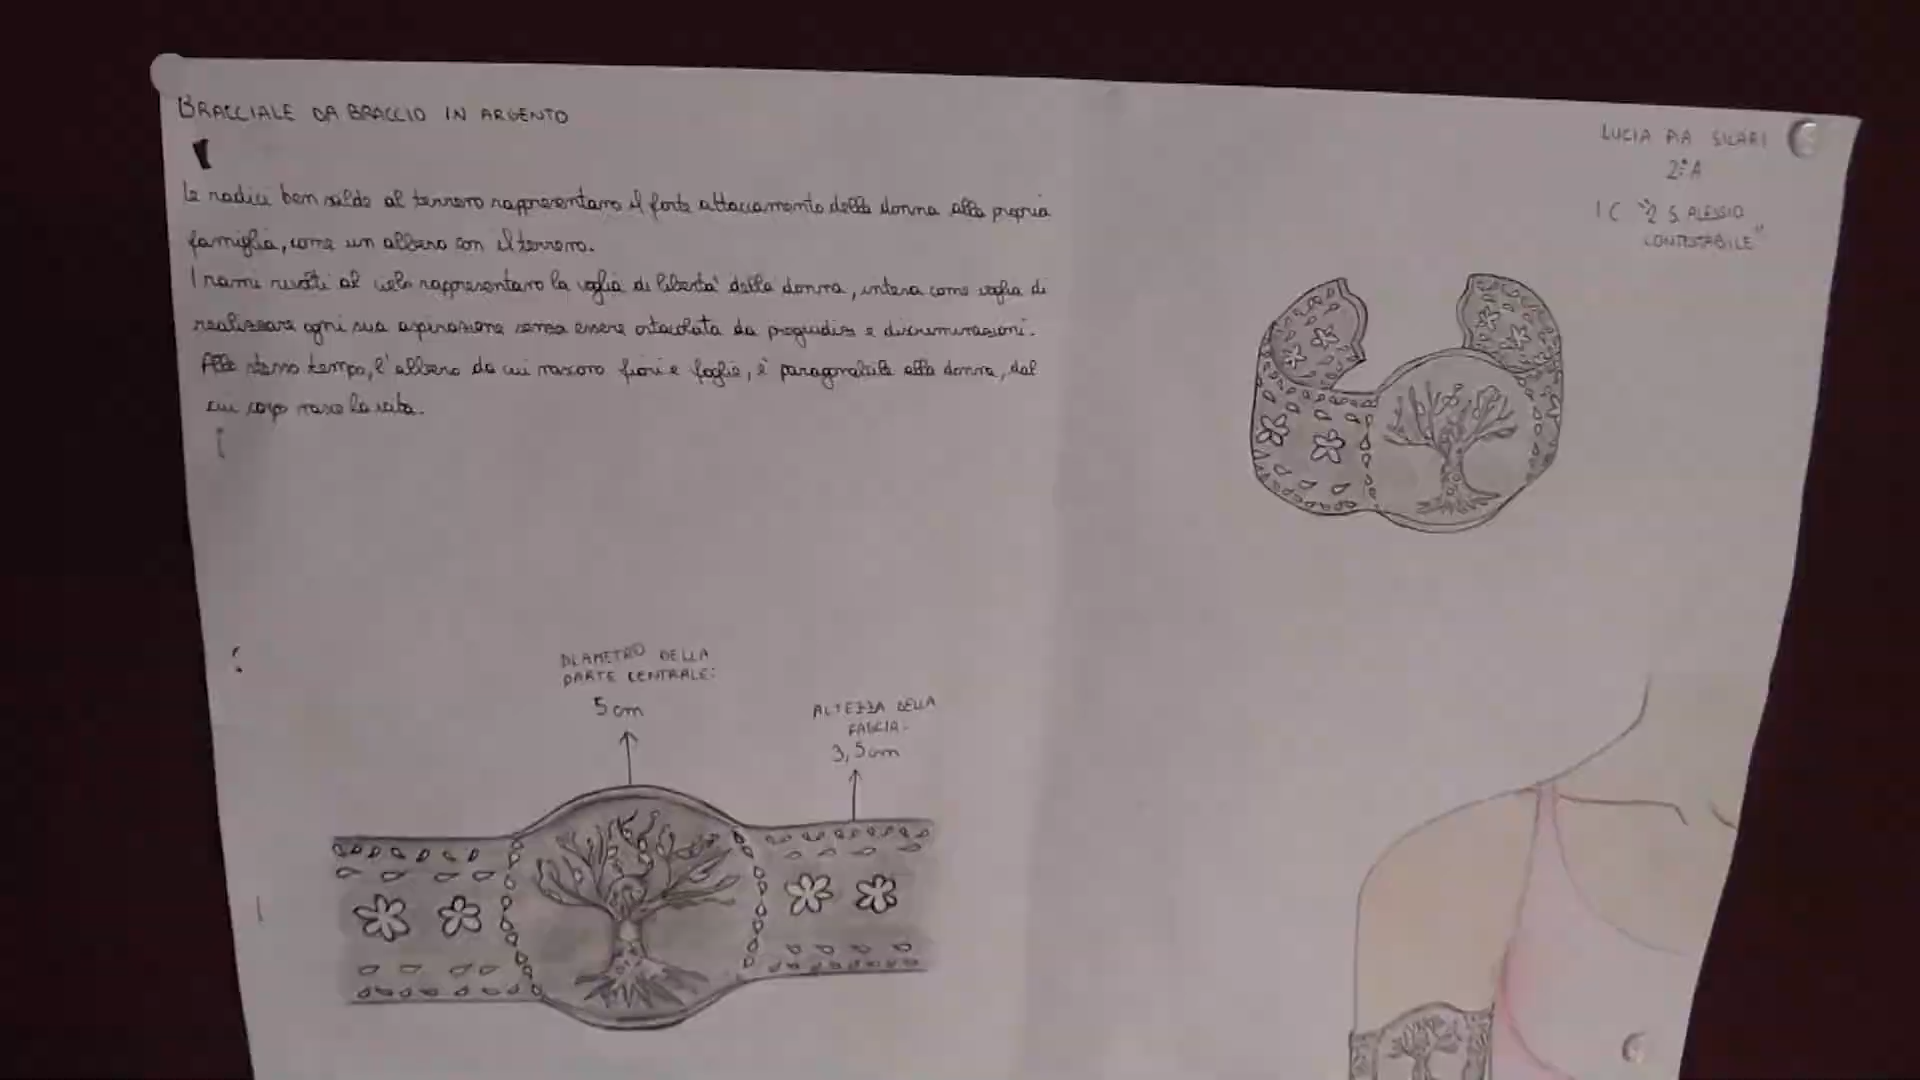 BRACCIALE DA BRACCIO IN ARGENTO
LUCIA PIA SILARI
2ªA
IC "2 S. ALESSIO
CONTESTABILE"
Le radici ben salde al terreno rappresentano il forte attaccamento della donna alla propria
famiglia, come un albero con il terreno.
I rami rivolti al cielo rappresentano la voglia di libertà della donna, intesa come voglia di
realizzare ogni sua aspirazione senza essere ostacolata da pregiudizi e discriminazioni.
Allo stesso tempo, l'albero da cui nascono fiori e foglie, è paragonabile alla donna, dal
cui corpo nasce la vita.
DIAMETRO DELLA
PARTE CENTRALE:
5 cm
ALTEZZA DELLA
FASCIA:
3,5 cm